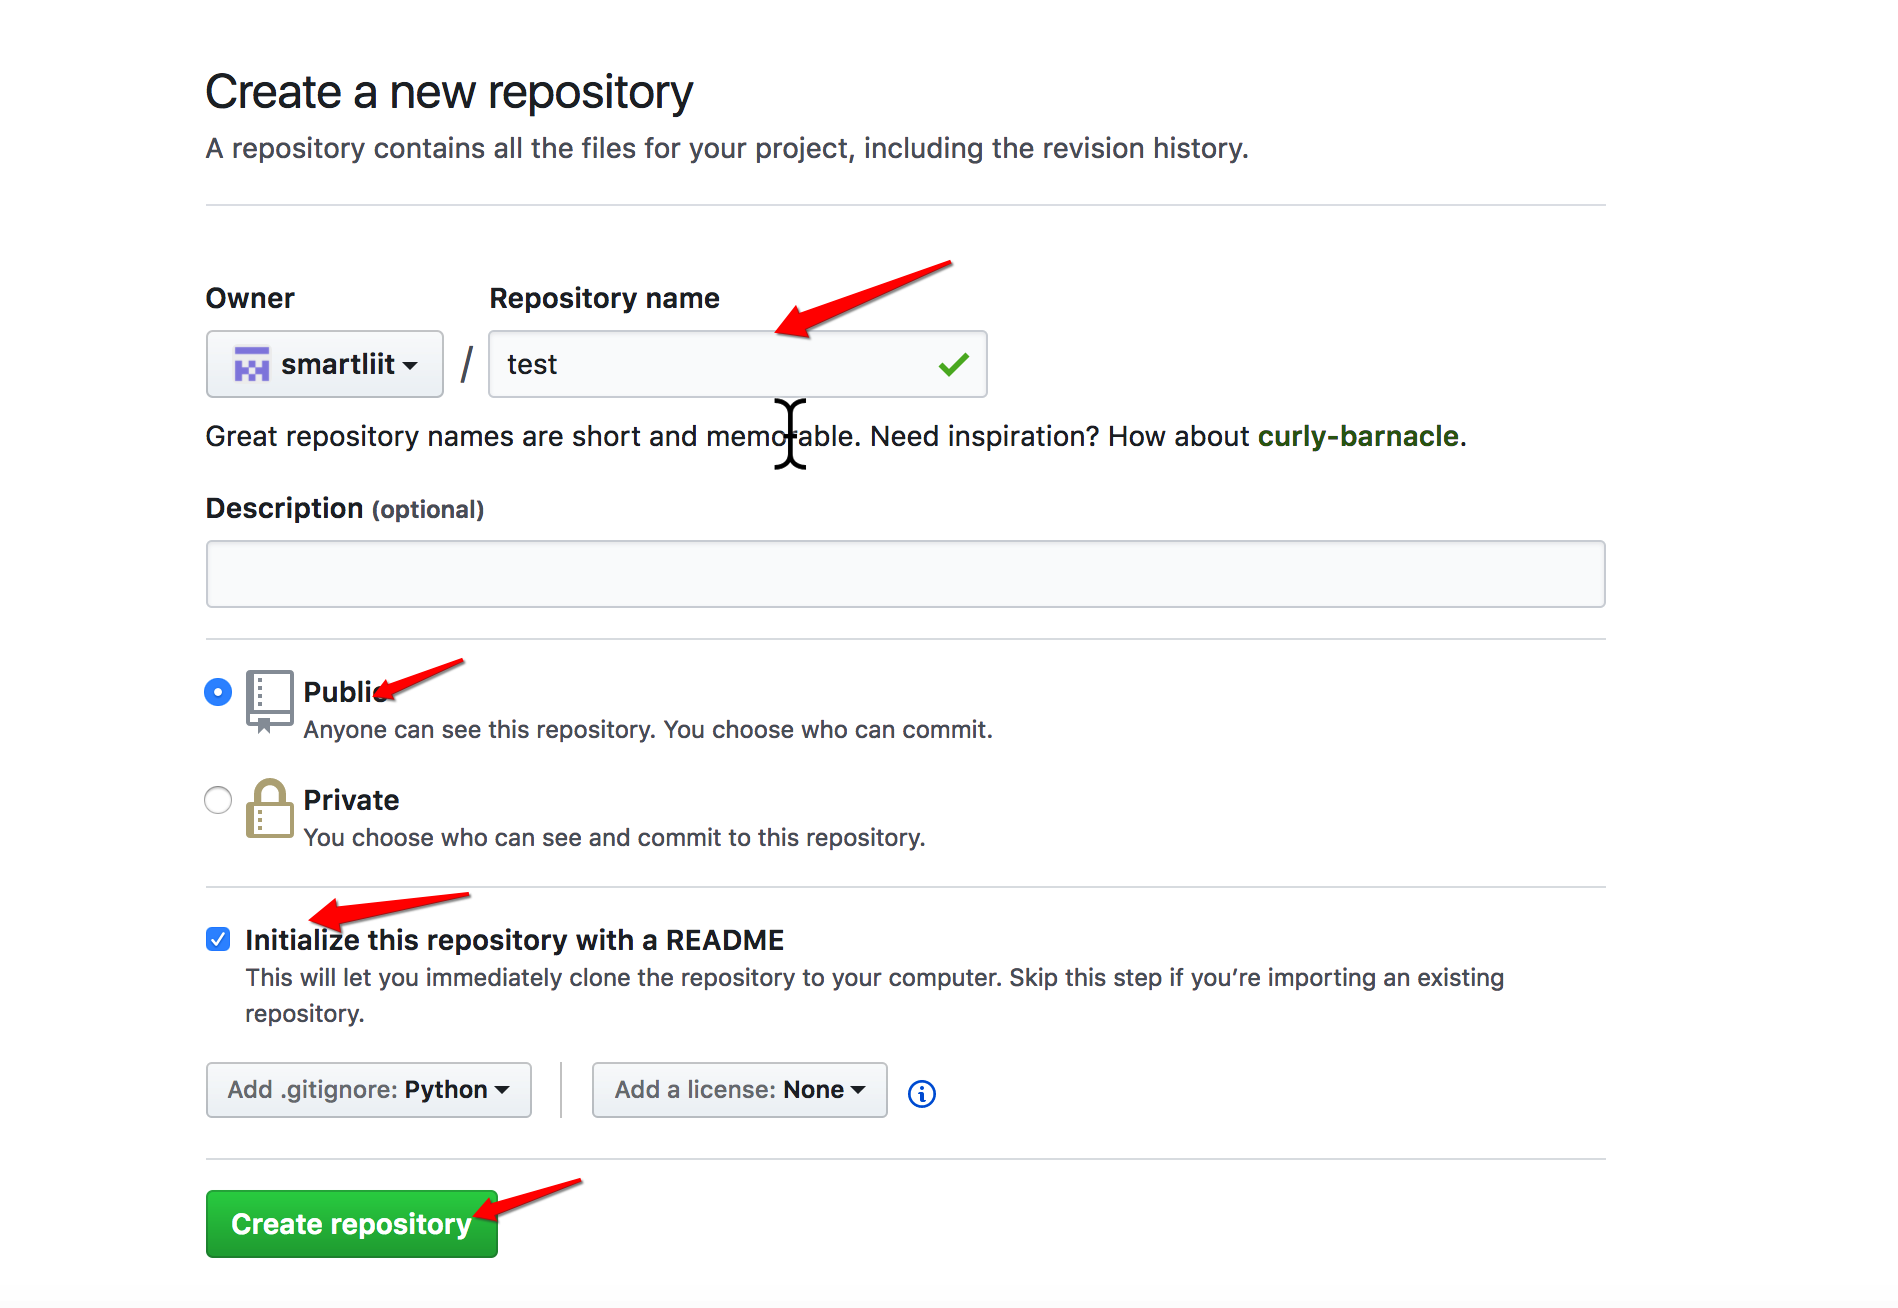 Create a new repository
A repository contains all the files for your project, including the revision history.
Owner
Repository name
smartliit / test
Great repository names are short and memorable. Need inspiration? How about curly-barnacle.
Description (optional)
Public
Anyone can see this repository. You choose who can commit.
Private
You choose who can see and commit to this repository.
Initialize this repository with a README
This will let you immediately clone the repository to your computer. Skip this step if you’re importing an existing
repository.
Add .gitignore: Python
Add a license: None
Create repository